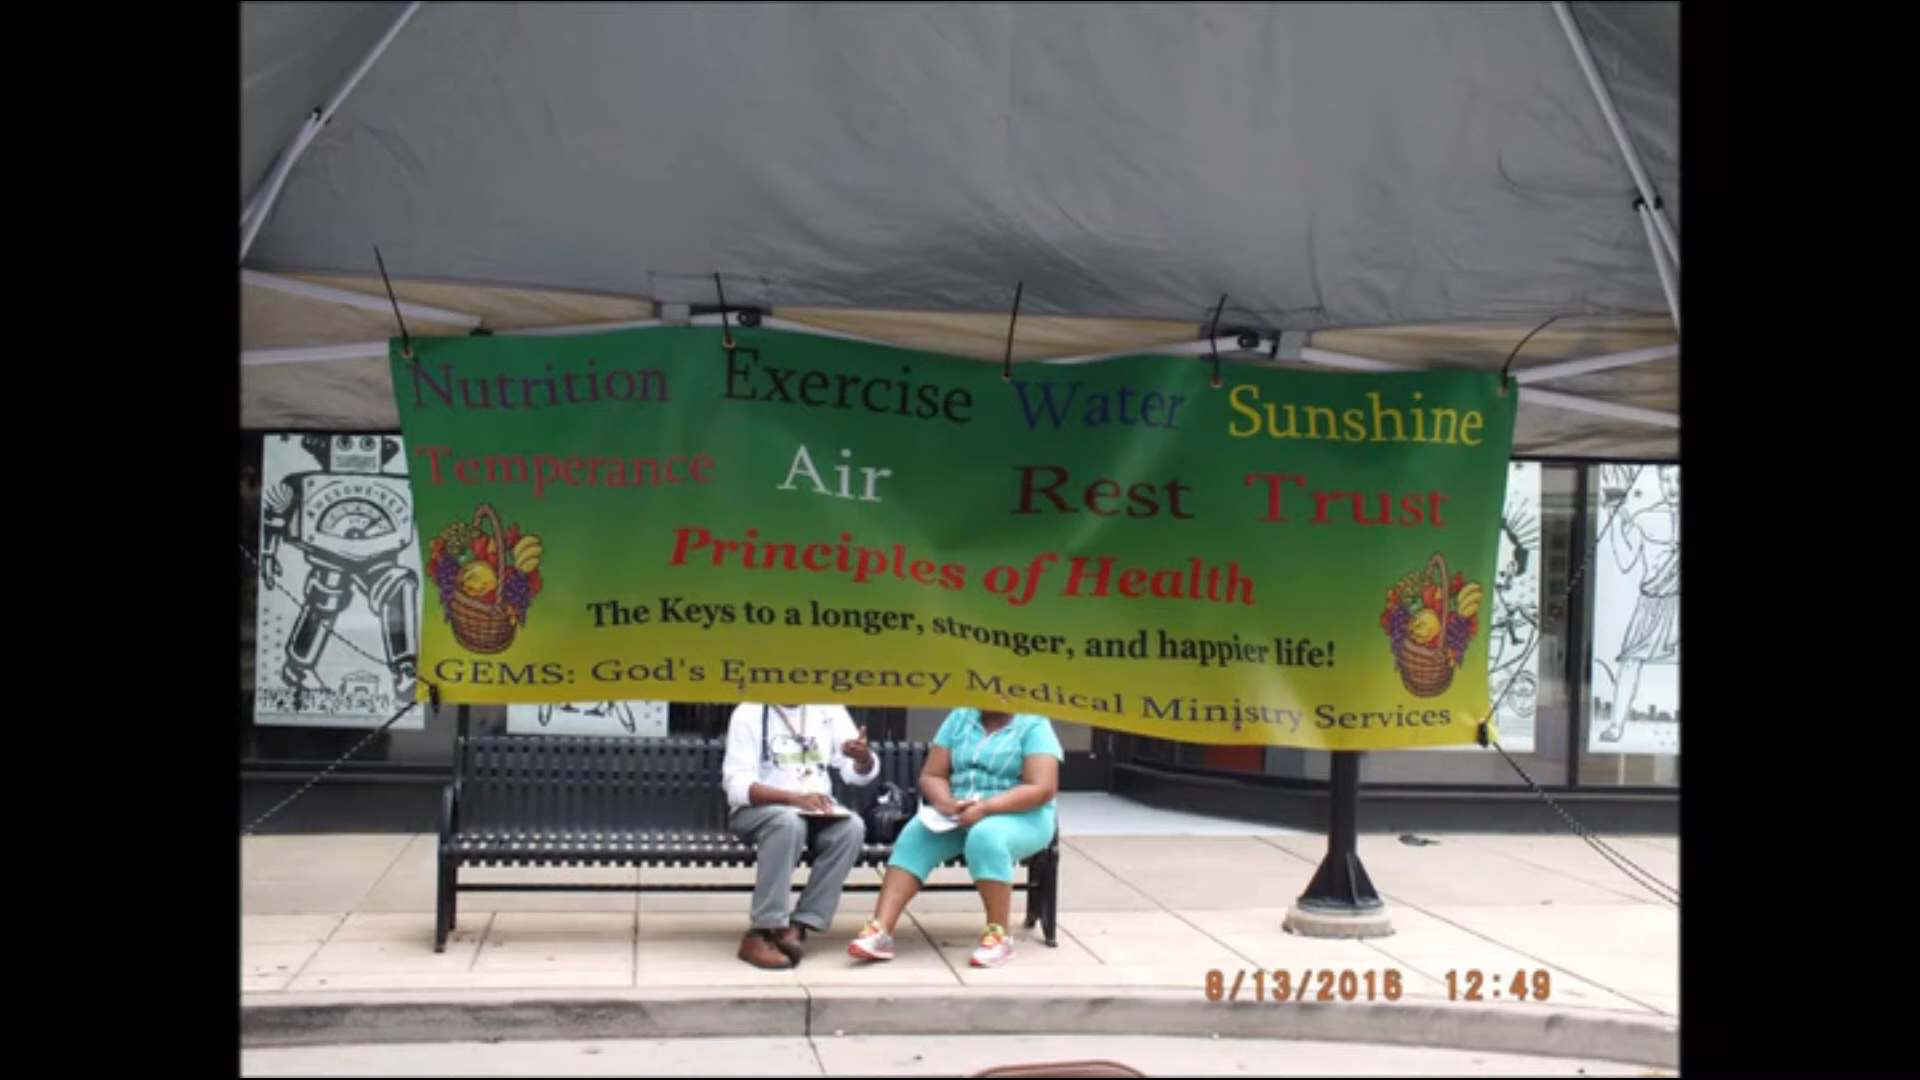 Nutrition Exercise Water Sunshine
Temperance Air Rest Trust
Principles of Health
The Keys to a longer, stronger, and happier life!
GEMS: God's Emergency Medical Ministry Services
8/13/2016 12:49